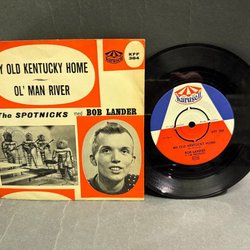 Y OLD KENTUCKY HOME
Karusell
KFF
364
OL' MAN RIVER
The SPOTNICKS med BOB LANDER
Karusell
MY OLD KENTUCKY HOME
BOB LANDER